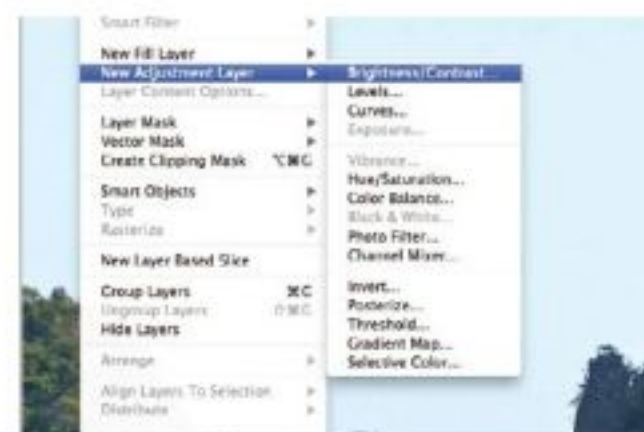 Smart Filter
New Fill Layer
New Adjustment Layer
Layer Content Options...
Layer Mask
Vector Mask
Create Clipping Mask ⌥⌘G
Smart Objects
Type
Rasterize
New Layer Based Slice
Group Layers ⌘G
Ungroup Layers ⇧⌘G
Hide Layers
Arrange
Align Layers To Selection
Distribute
Brightness/Contrast...
Levels...
Curves...
Exposure...
Vibrance...
Hue/Saturation...
Color Balance...
Black & White...
Photo Filter...
Channel Mixer...
Invert...
Posterize...
Threshold...
Gradient Map...
Selective Color...